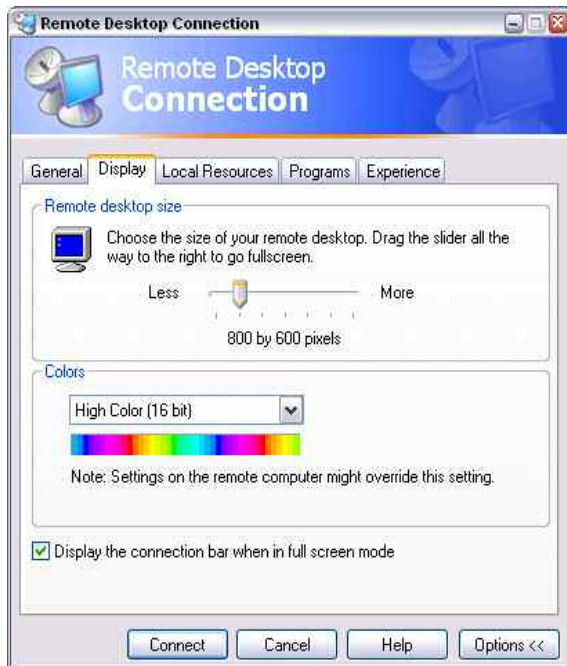 Remote Desktop Connection
Remote Desktop
Connection
General Display Local Resources Programs Experience
Remote desktop size
Choose the size of your remote desktop. Drag the slider all the
way to the right to go fullscreen.
Less More
800 by 600 pixels
Colors
High Color (16 bit)
Note: Settings on the remote computer might override this setting.
Display the connection bar when in full screen mode
Connect Cancel Help Options <<